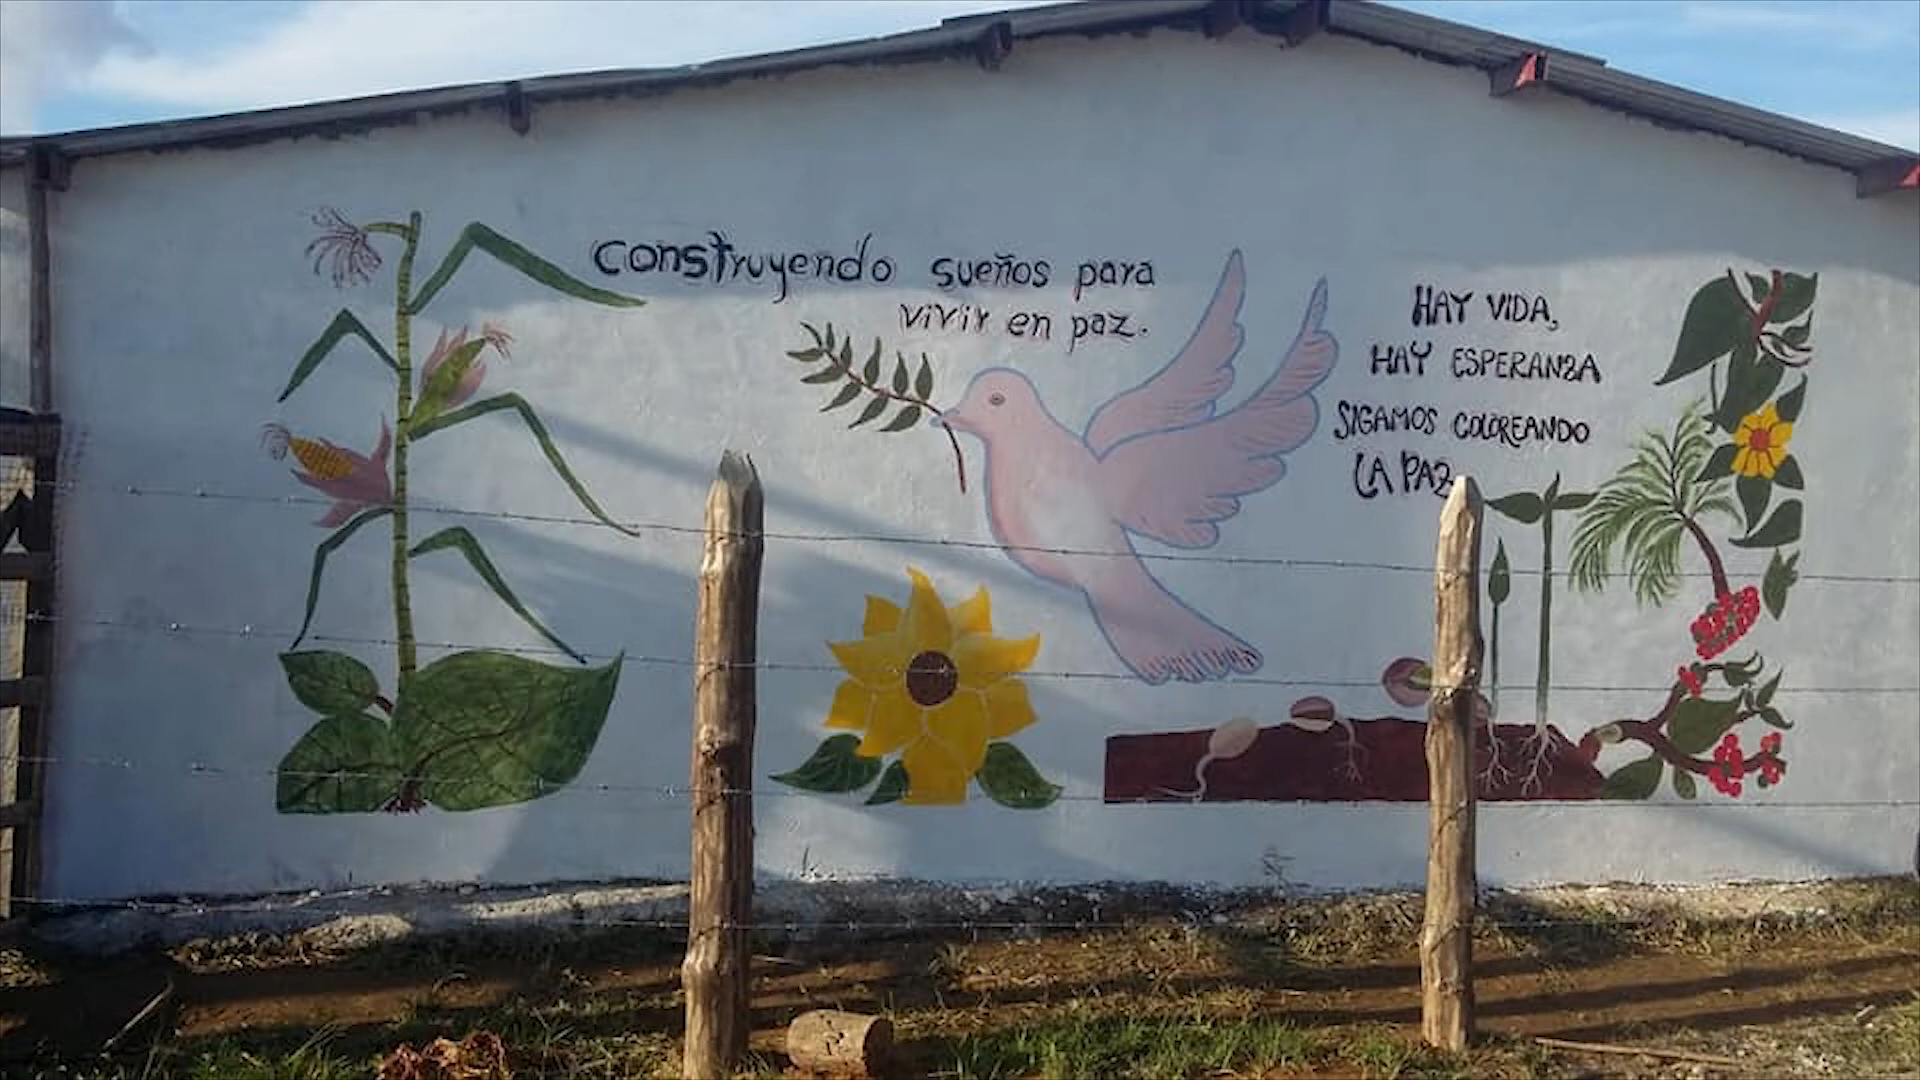 Construyendo sueños para
vivir en paz.
HAY VIDA,
HAY ESPERANZA
SIGAMOS COLOREANDO
LA PAZ